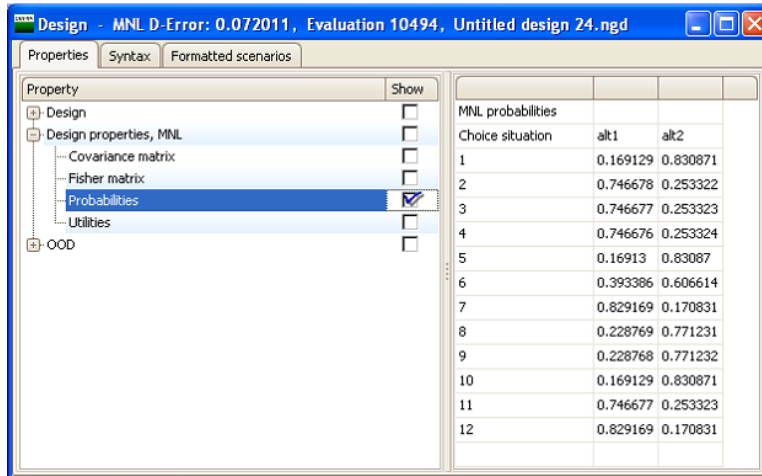 Design - MNL D-Error: 0.072011, Evaluation 10494, Untitled design 24.ngd
Properties Syntax Formatted scenarios
Property Show
Design
Design properties, MNL
Covariance matrix
Fisher matrix
Probabilities
Utilities
OOD
MNL probabilities
Choice situation alt1 alt2
1 0.169129 0.830871
2 0.746678 0.253322
3 0.746677 0.253323
4 0.746676 0.253324
5 0.16913 0.83087
6 0.393386 0.606614
7 0.829169 0.170831
8 0.228769 0.771231
9 0.228768 0.771232
10 0.169129 0.830871
11 0.746677 0.253323
12 0.829169 0.170831